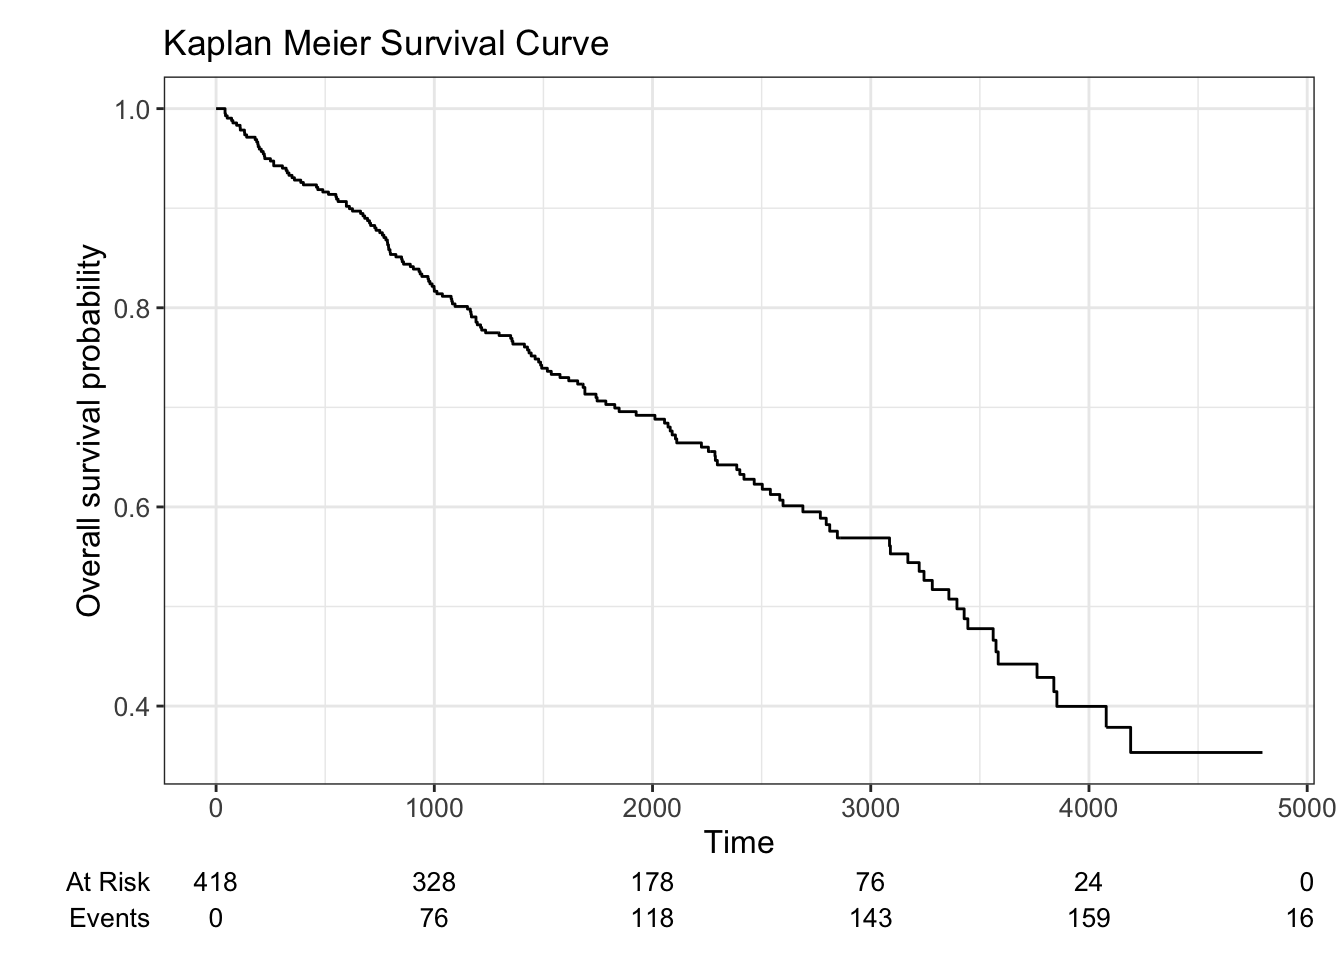 Kaplan Meier Survival Curve
Overall survival probability
1.0
0.8
0.6
0.4
0 1000 2000 3000 4000 5000
Time
At Risk 418 328 178 76 24 0
Events 0 76 118 143 159 16